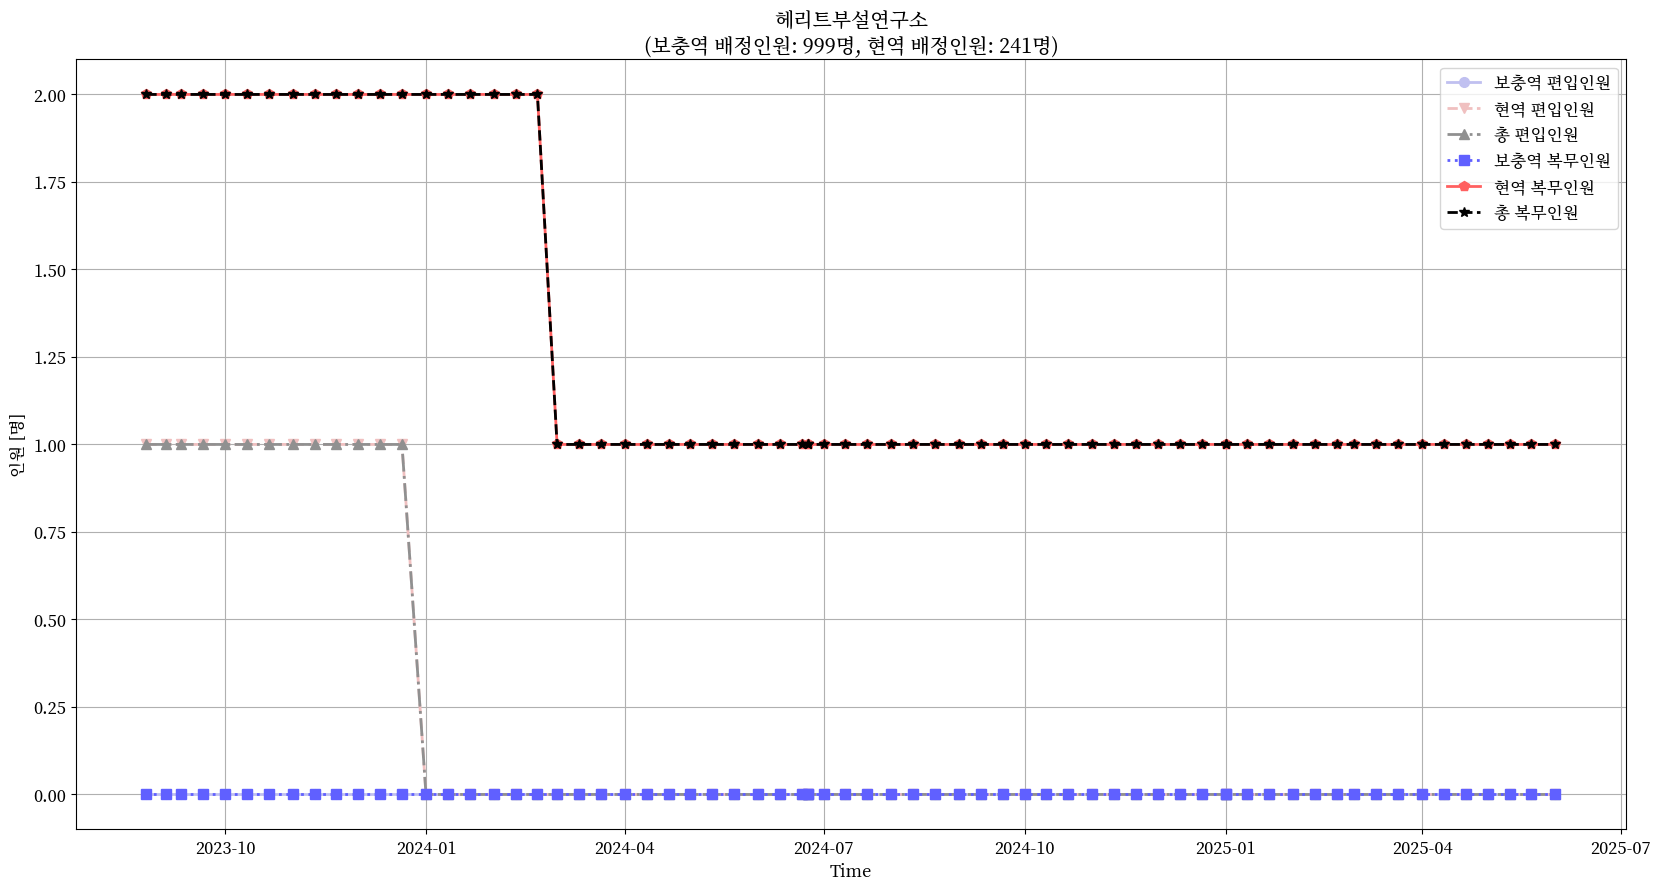 헤리트부설연구소
(보충역 배정인원: 999명, 현역 배정인원: 241명)
보충역 편입인원
현역 편입인원
총 편입인원
보충역 복무인원
현역 복무인원
총 복무인원
인원 [명]
2.00
1.75
1.50
1.25
1.00
0.75
0.50
0.25
0.00
2023-10
2024-01
2024-04
2024-07
2024-10
2025-01
2025-04
2025-07
Time